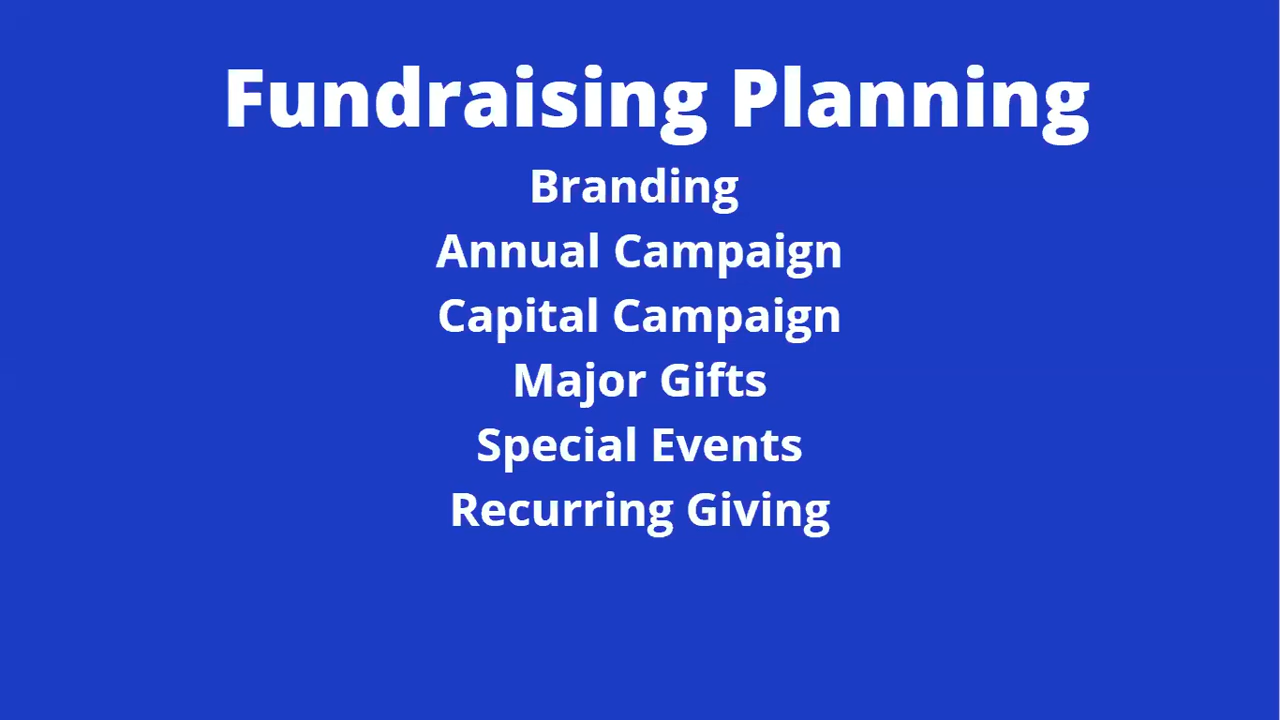 Fundraising Planning
Branding
Annual Campaign
Capital Campaign
Major Gifts
Special Events
Recurring Giving